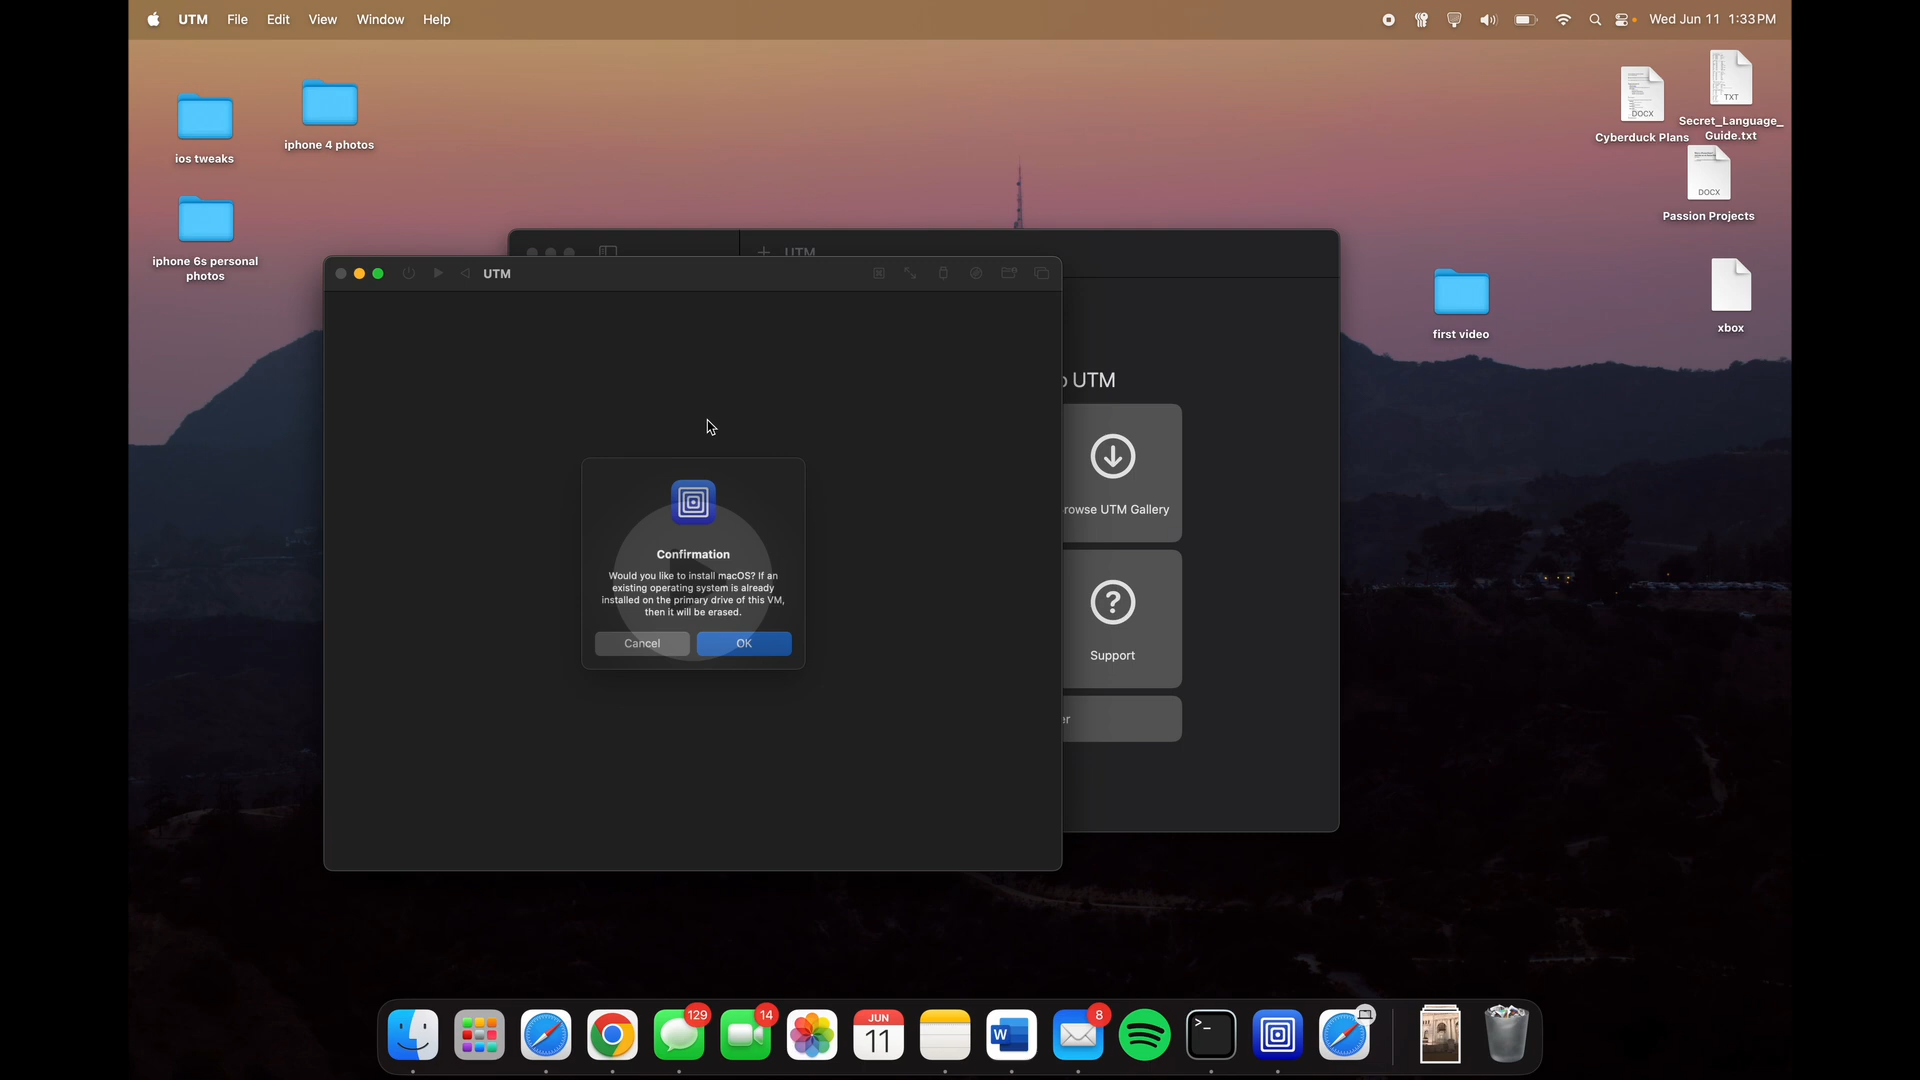 UTM File Edit View Window Help
Wed Jun 11 1:33 PM
ios tweaks
iphone 4 photos
iphone 6s personal
photos
DOCX
Cyberduck Plans
TXT
Secret_Language_
Guide.txt
DOCX
Passion Projects
first video
xbox
UTM
UTM
UTM
rowse UTM Gallery
Support
er
Confirmation
Would you like to install macOS? If an
existing operating system is already
installed on the primary drive of this VM,
then it will be erased.
Cancel OK
129
14
JUN
11
W
8
>_